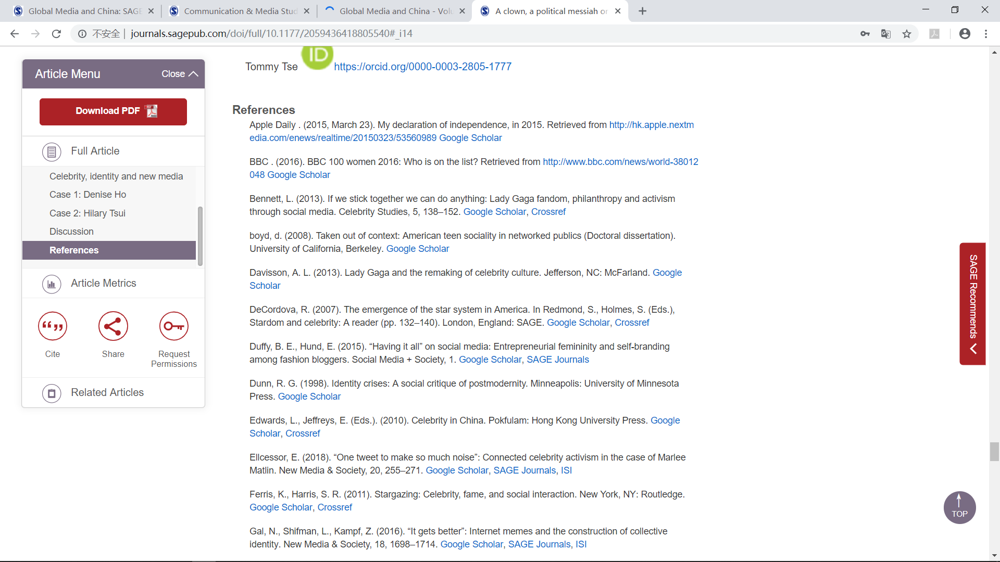 Global Media and China: SAGE
Communication & Media Stud
Global Media and China - Volu
A clown, a political messiah or
不安全 | journals.sagepub.com/doi/full/10.1177/2059436418805540#_i14
Article Menu
Close
Download PDF
Full Article
Celebrity, identity and new media
Case 1: Denise Ho
Case 2: Hilary Tsui
Discussion
References
Article Metrics
Cite
Share
Request
Permissions
Related Articles
Tommy Tse iD https://orcid.org/0000-0003-2805-1777
References
Apple Daily . (2015, March 23). My declaration of independence, in 2015. Retrieved from http://hk.apple.nextm
edia.com/enews/realtime/20150323/53560989 Google Scholar
BBC . (2016). BBC 100 women 2016: Who is on the list? Retrieved from http://www.bbc.com/news/world-38012
048 Google Scholar
Bennett, L. (2013). If we stick together we can do anything: Lady Gaga fandom, philanthropy and activism
through social media. Celebrity Studies, 5, 138–152. Google Scholar, Crossref
boyd, d. (2008). Taken out of context: American teen sociality in networked publics (Doctoral dissertation).
University of California, Berkeley. Google Scholar
Davisson, A. L. (2013). Lady Gaga and the remaking of celebrity culture. Jefferson, NC: McFarland. Google
Scholar
DeCordova, R. (2007). The emergence of the star system in America. In Redmond, S., Holmes, S. (Eds.),
Stardom and celebrity: A reader (pp. 132–140). London, England: SAGE. Google Scholar, Crossref
Duffy, B. E., Hund, E. (2015). “Having it all” on social media: Entrepreneurial femininity and self-branding
among fashion bloggers. Social Media + Society, 1. Google Scholar, SAGE Journals
Dunn, R. G. (1998). Identity crises: A social critique of postmodernity. Minneapolis: University of Minnesota
Press. Google Scholar
Edwards, L., Jeffreys, E. (Eds.). (2010). Celebrity in China. Pokfulam: Hong Kong University Press. Google
Scholar, Crossref
Ellcessor, E. (2018). “One tweet to make so much noise”: Connected celebrity activism in the case of Marlee
Matlin. New Media & Society, 20, 255–271. Google Scholar, SAGE Journals, ISI
Ferris, K., Harris, S. R. (2011). Stargazing: Celebrity, fame, and social interaction. New York, NY: Routledge.
Google Scholar, Crossref
Gal, N., Shifman, L., Kampf, Z. (2016). “It gets better”: Internet memes and the construction of collective
identity. New Media & Society, 18, 1698–1714. Google Scholar, SAGE Journals, ISI
SAGE Recommends
TOP